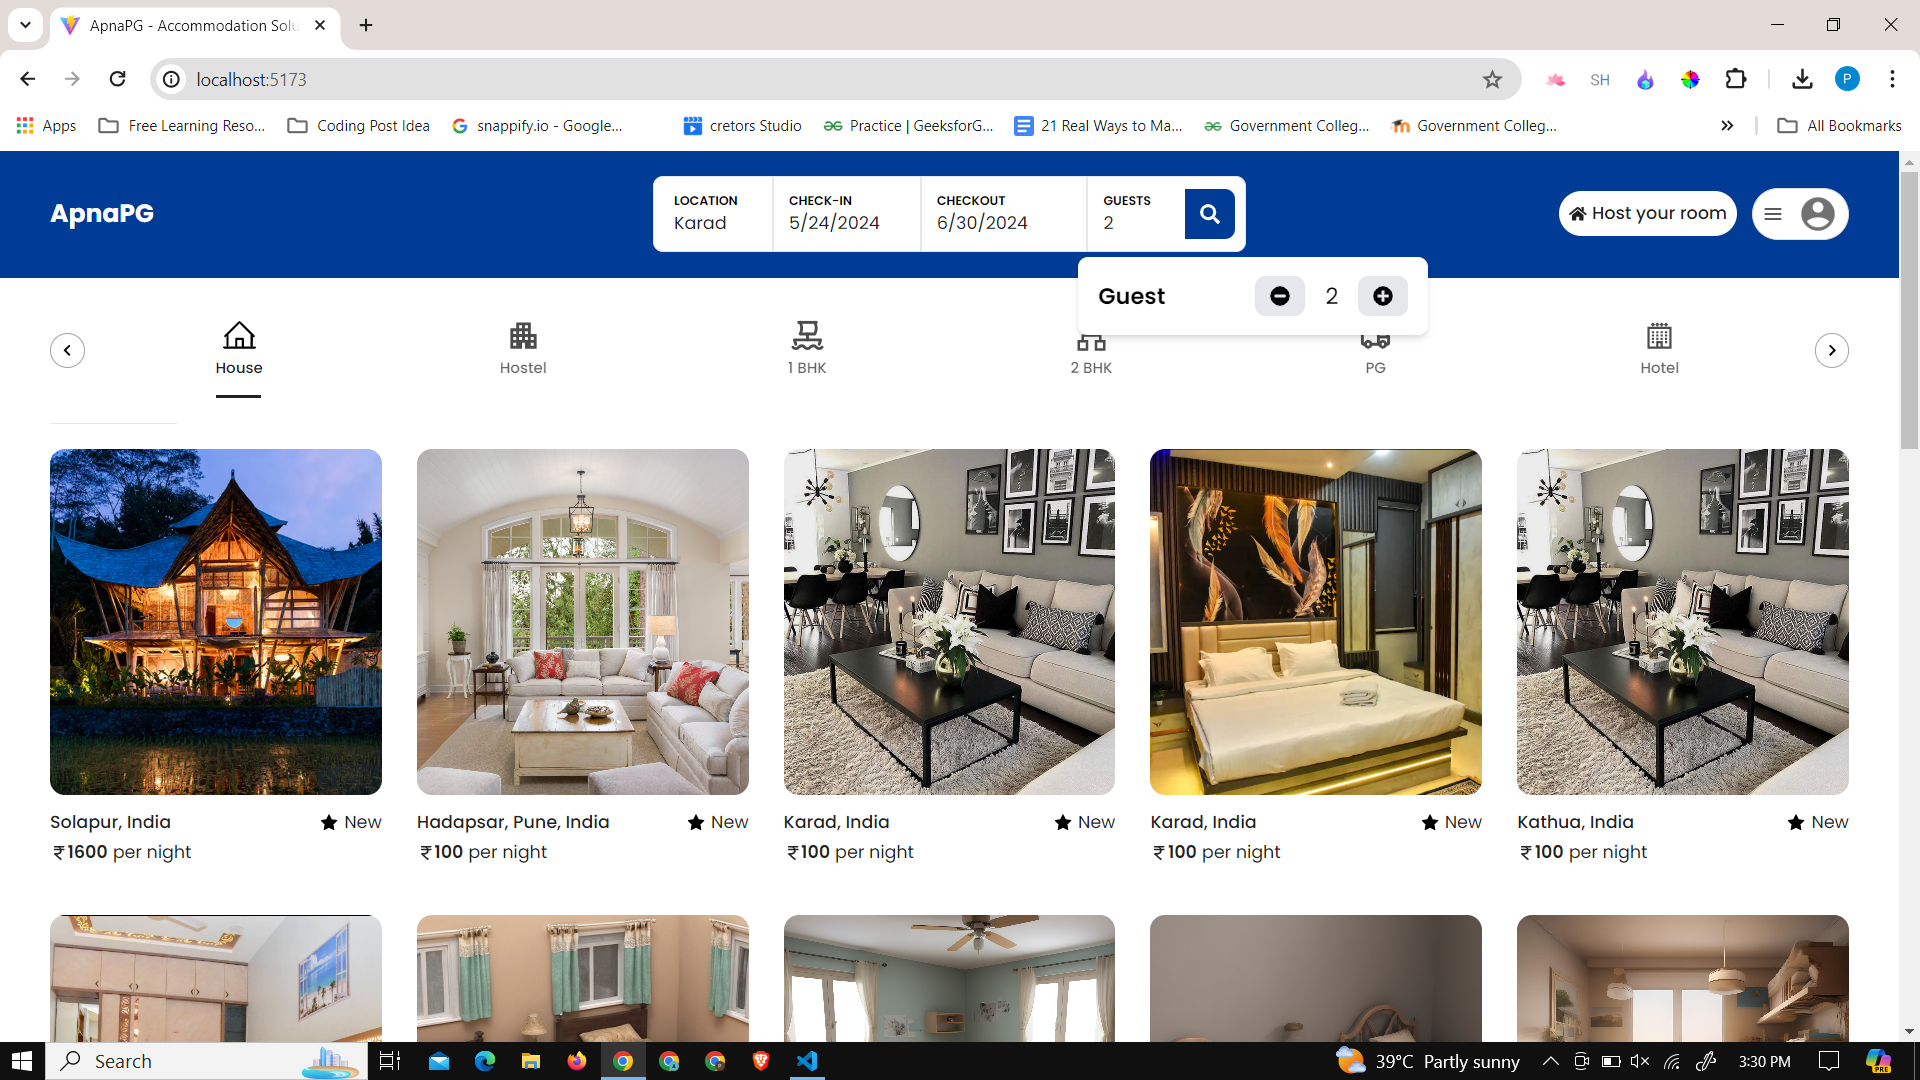 ApnaPG - Accommodation Solu
localhost:5173
SH
P
Apps
Free Learning Reso...
Coding Post Idea
snappify.io - Google...
cretors Studio
Practice | GeeksforG...
21 Real Ways to Ma...
Government Colleg...
Government Colleg...
All Bookmarks
ApnaPG
LOCATION
Karad
CHECK-IN
5/24/2024
CHECKOUT
6/30/2024
GUESTS
2
Host your room
Guest
2
House
Hostel
1 BHK
2 BHK
PG
Hotel
Solapur, India
New
₹1600 per night
Hadapsar, Pune, India
New
₹100 per night
Karad, India
New
₹100 per night
Karad, India
New
₹100 per night
Kathua, India
New
₹100 per night
Search
39°C Partly sunny
3:30 PM
PRE